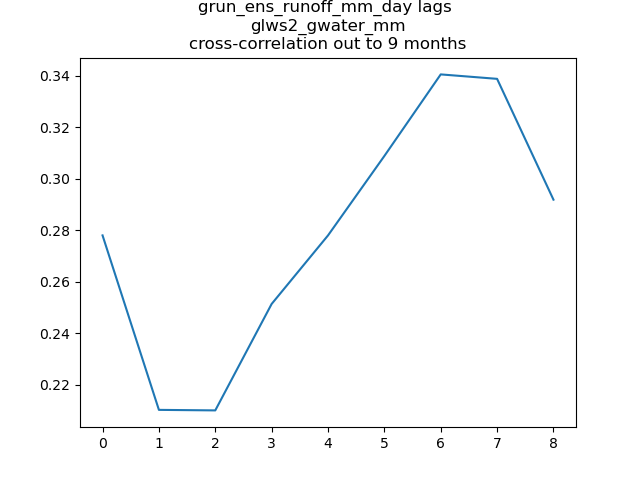 grun_ens_runoff_mm_day lags
glws2_gwater_mm
cross-correlation out to 9 months
0.34
0.32
0.30
0.28
0.26
0.24
0.22
0 1 2 3 4 5 6 7 8